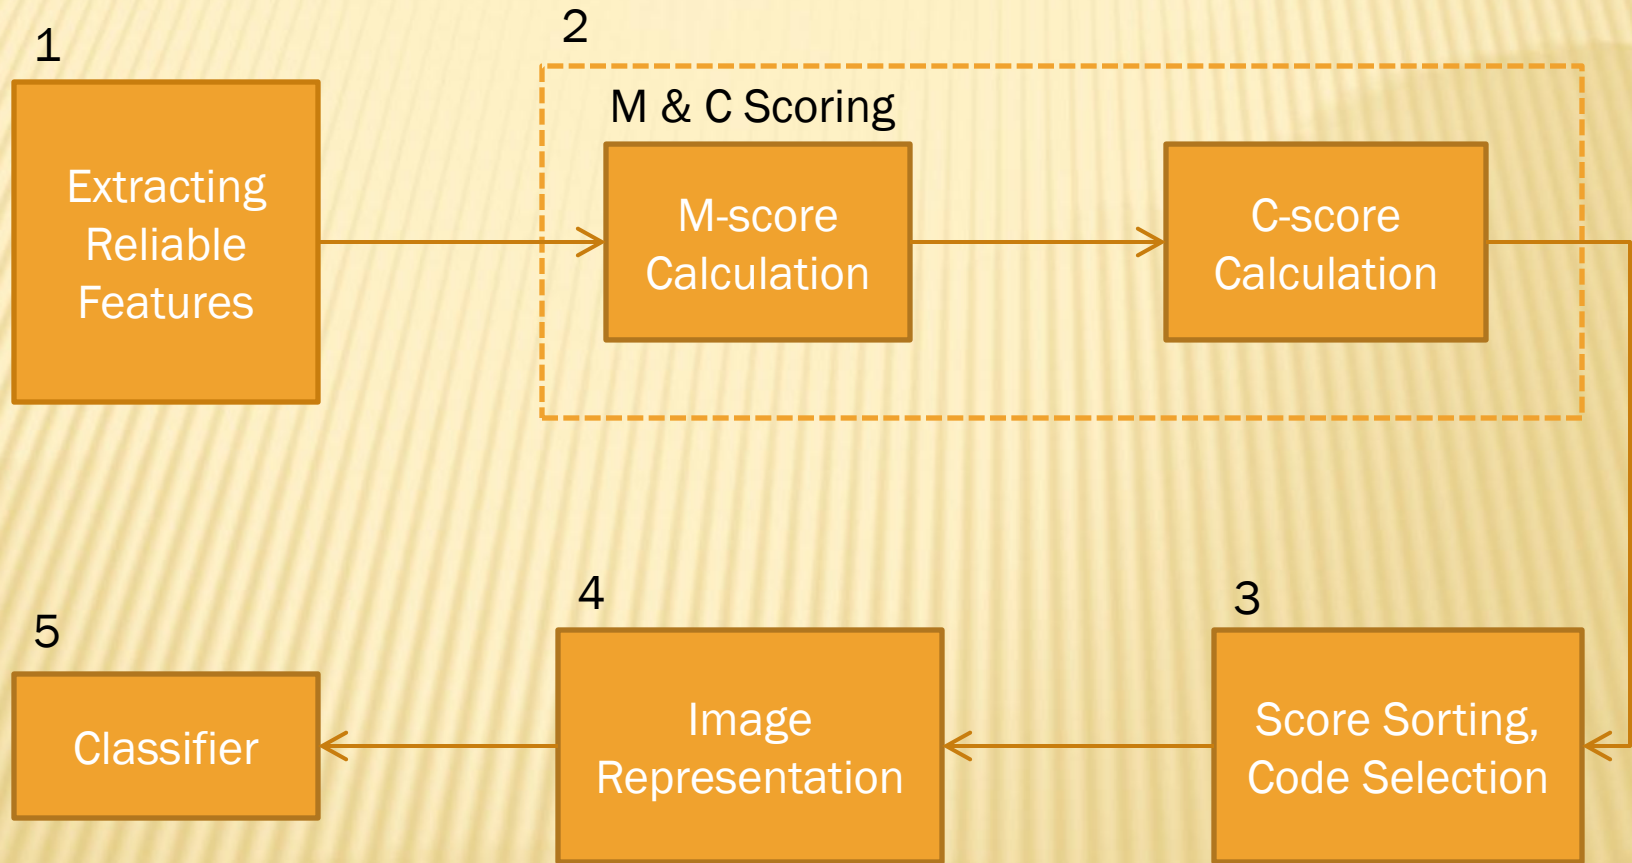 1
Extracting
Reliable
Features
2
M & C Scoring
M-score
Calculation
C-score
Calculation
3
Score Sorting,
Code Selection
4
Image
Representation
5
Classifier